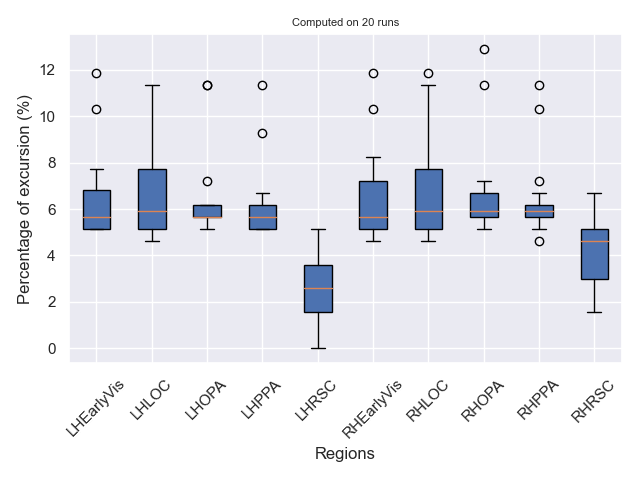 Computed on 20 runs
Percentage of excursion (%)
12
10
8
6
4
2
0
LHEarlyVis
LHLOC
LHOPA
LHPPA
LHRSC
RHEarlyVis
RHLOC
RHOPA
RHPPA
RHRSC
Regions